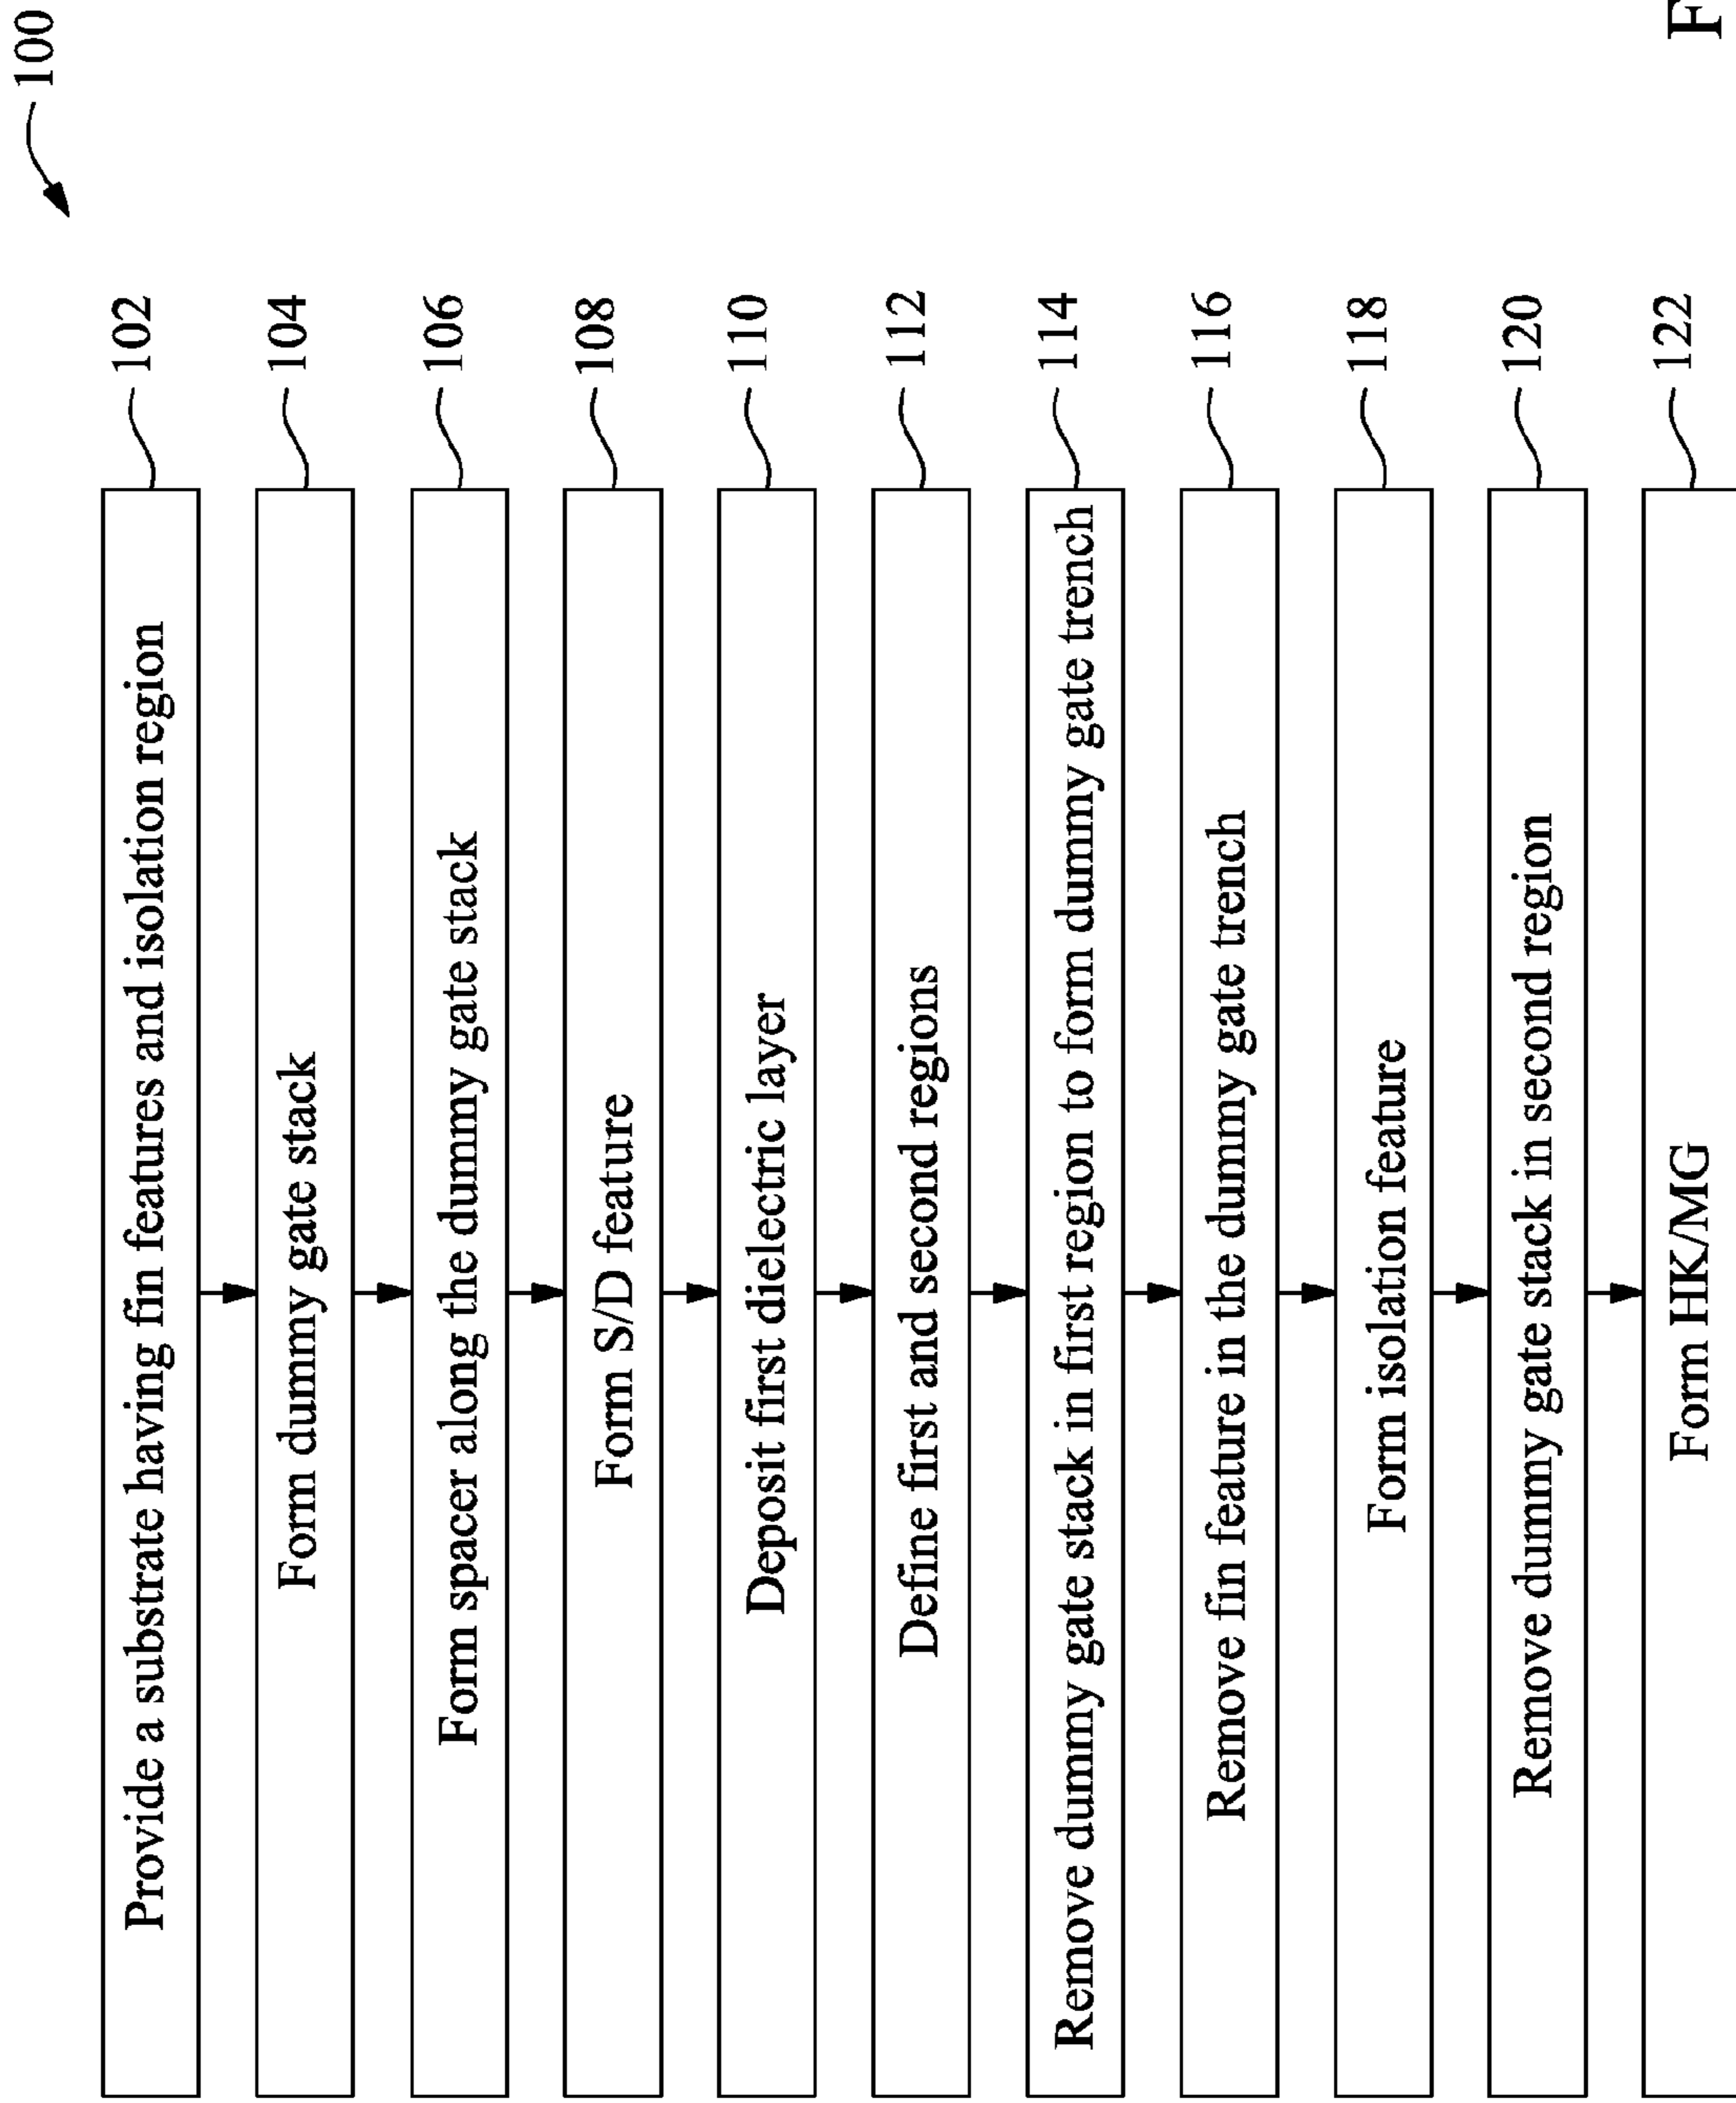 100
Provide a substrate having fin features and isolation region 102
Form dummy gate stack 104
Form spacer along the dummy gate stack 106
Form S/D feature 108
Deposit first dielectric layer 110
Define first and second regions 112
Remove dummy gate stack in first region to form dummy gate trench 114
Remove fin feature in the dummy gate trench 116
Form isolation feature 118
Remove dummy gate stack in second region 120
Form HK/MG 122
F